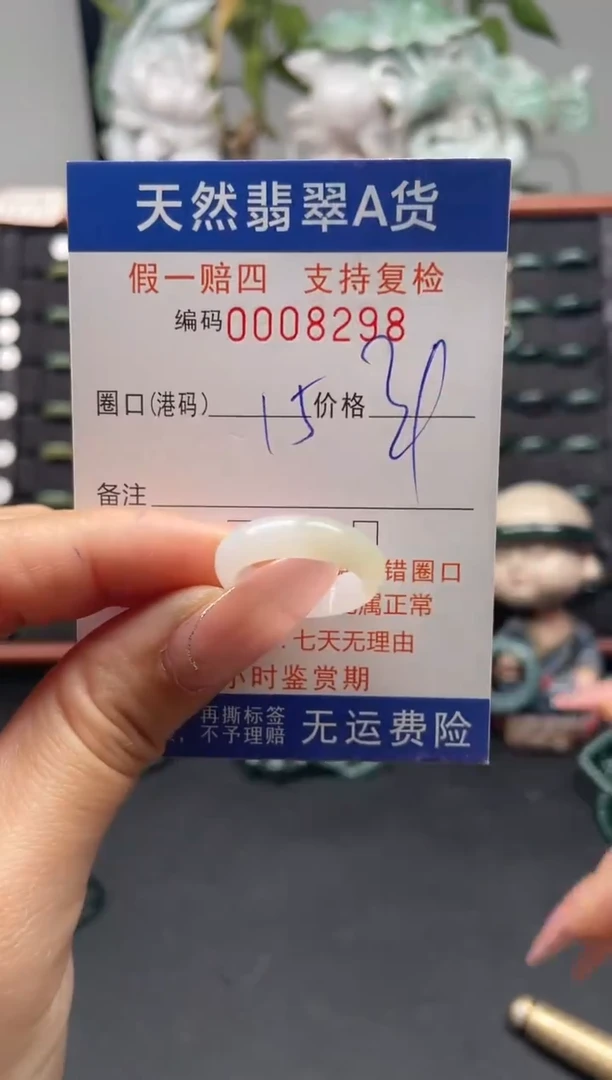 天然翡翠A货
假一赔四 支持复检
编码0008298
圈口(港码) 15 价格
备注
错圈口
属正常
七天无理由
小时鉴赏期
再撕标签
不予理赔
无运费险